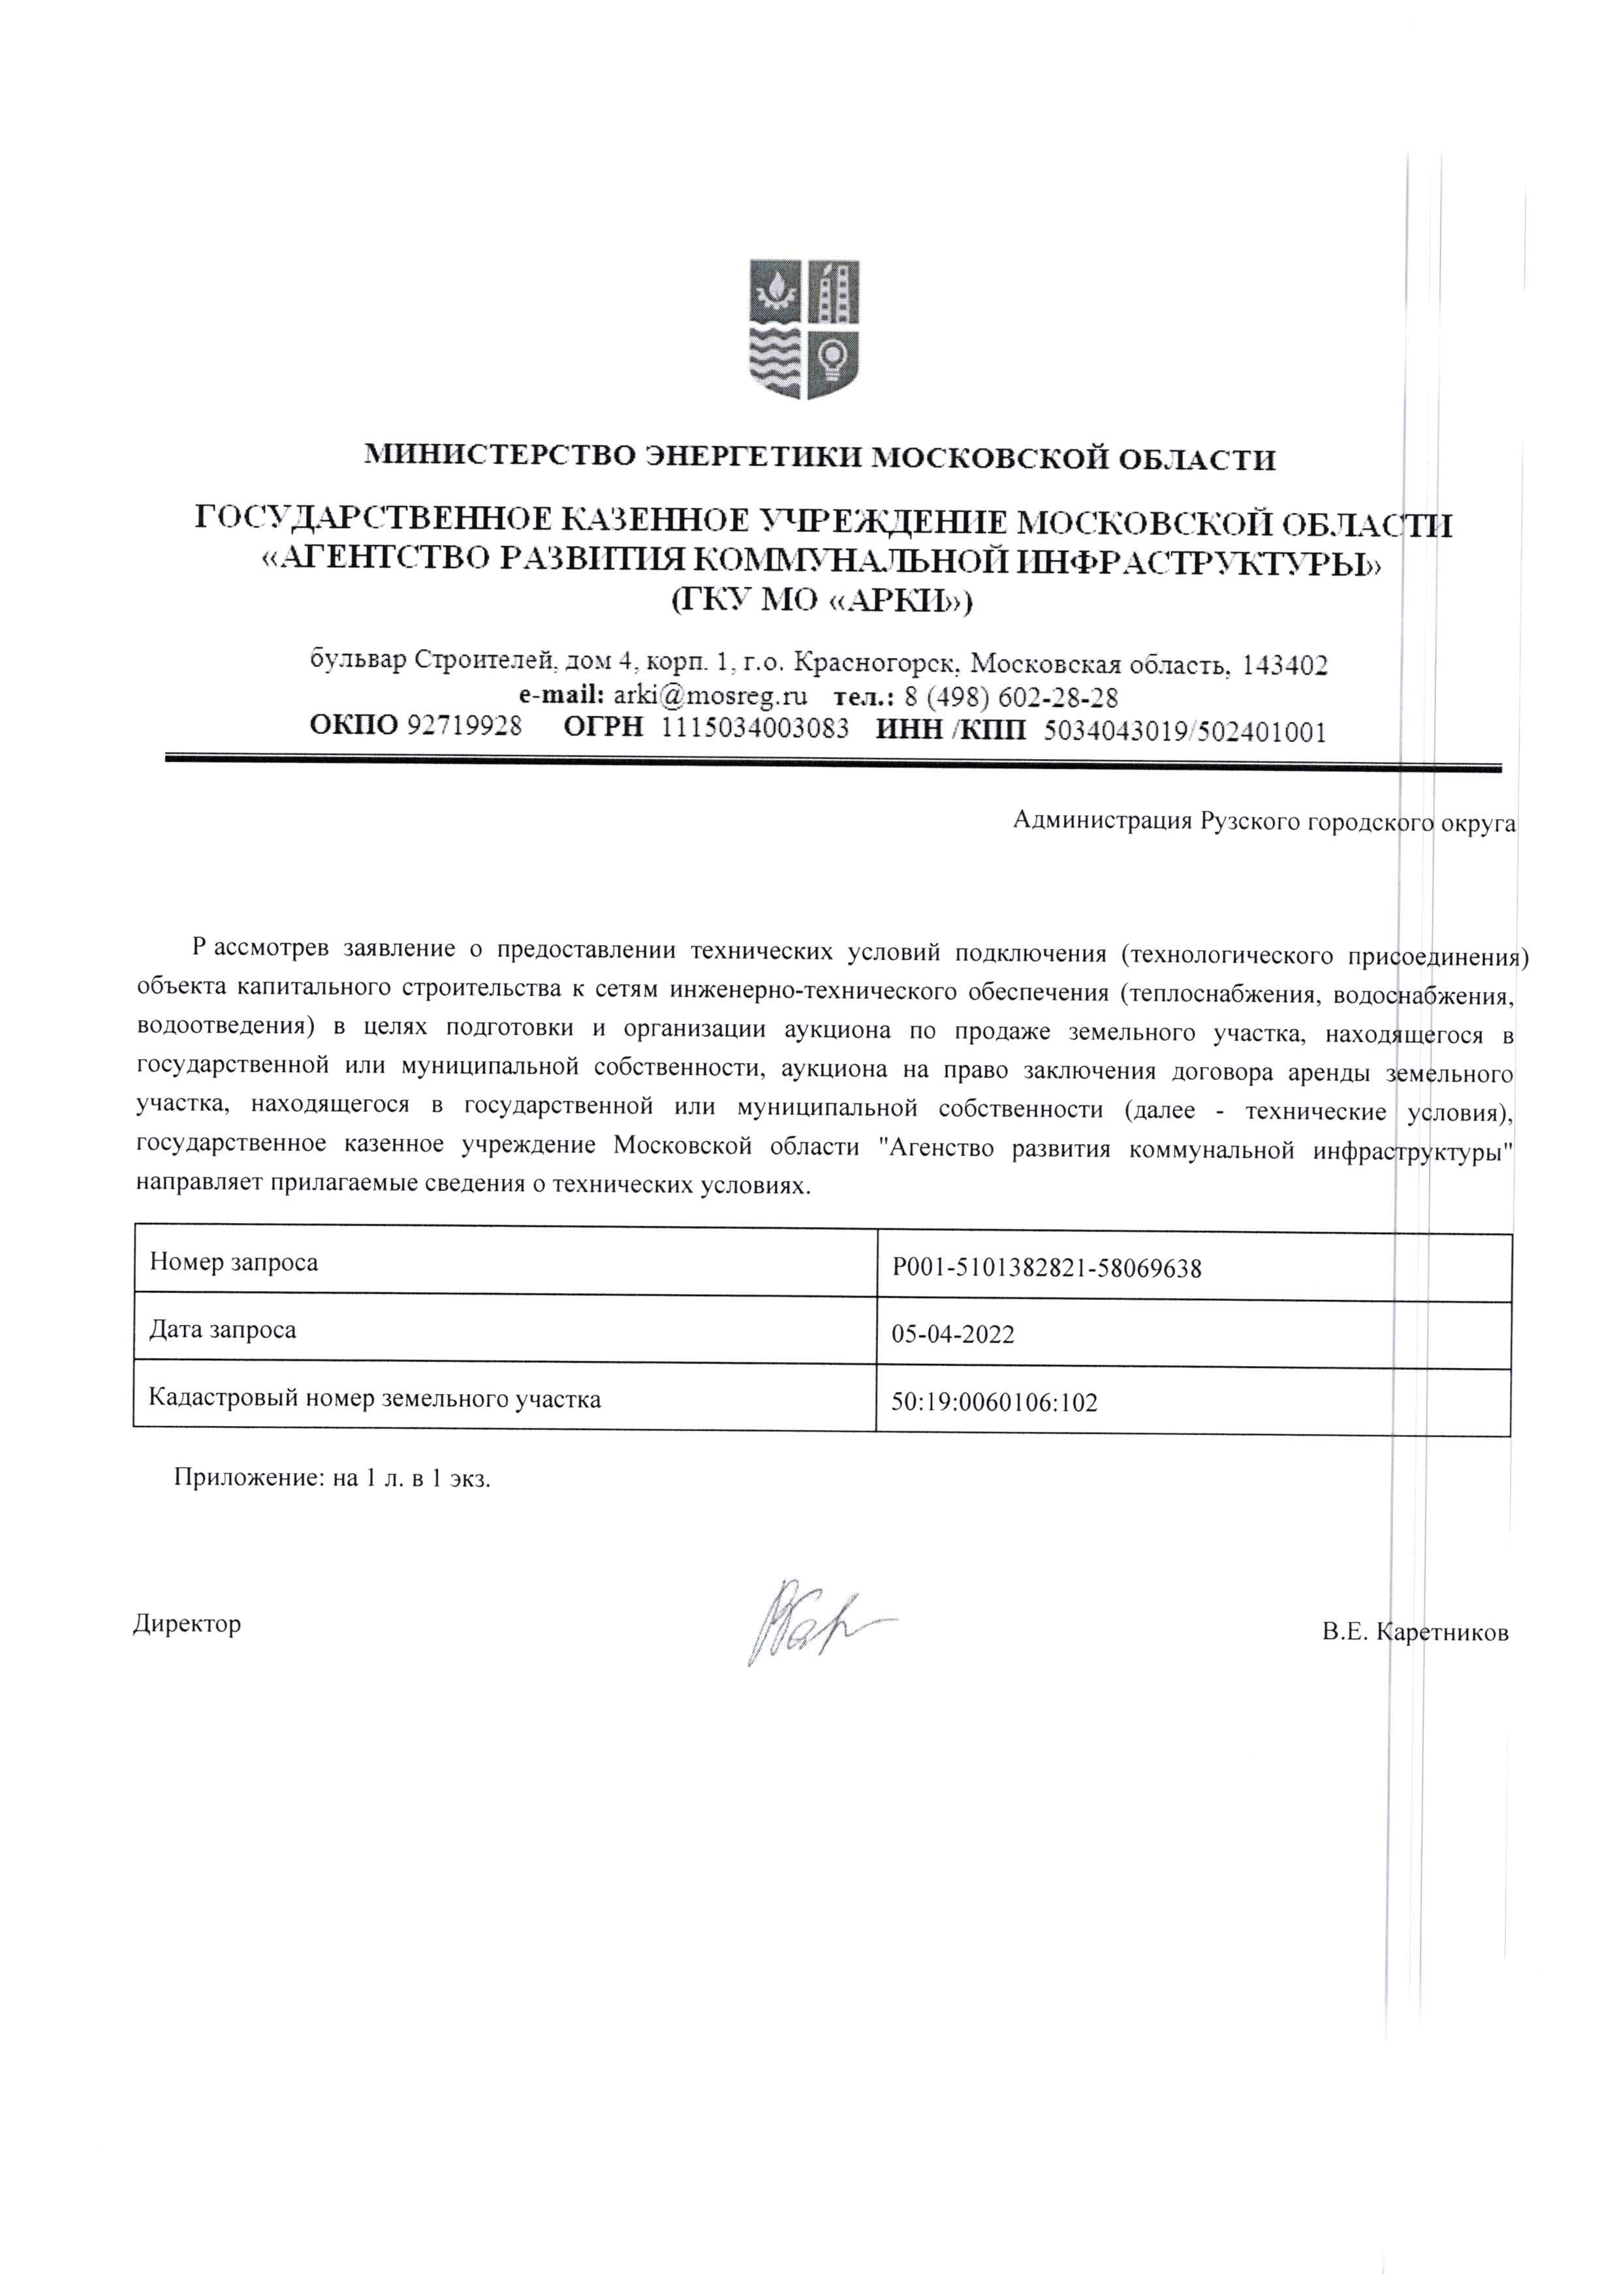 МИНИСТЕРСТВО ЭНЕРГЕТИКИ МОСКОВСКОЙ ОБЛАСТИ
ГОСУДАРСТВЕННОЕ КАЗЕННОЕ УЧРЕЖДЕНИЕ МОСКОВСКОЙ ОБЛАСТИ
«АГЕНТСТВО РАЗВИТИЯ КОММУНАЛЬНОЙ ИНФРАСТРУКТУРЫ»
(ГКУ МО «АРКИ»)
бульвар Строителей, дом 4, корп. 1, г.о. Красногорск, Московская область, 143402
e-mail: arki@mosreg.ru тел.: 8 (498) 602-28-28
ОКПО 92719928 ОГРН 1115034003083 ИНН /КПП 5034043019/502401001
Администрация Рузского городского округа
Р ассмотрев заявление о предоставлении технических условий подключения (технологического присоединения)
объекта капитального строительства к сетям инженерно-технического обеспечения (теплоснабжения, водоснабжения,
водоотведения) в целях подготовки и организации аукциона по продаже земельного участка, находящегося в
государственной или муниципальной собственности, аукциона на право заключения договора аренды земельного
участка, находящегося в государственной или муниципальной собственности (далее - технические условия),
государственное казенное учреждение Московской области "Агенство развития коммунальной инфраструктуры"
направляет прилагаемые сведения о технических условиях.
Номер запроса P001-5101382821-58069638
Дата запроса 05-04-2022
Кадастровый номер земельного участка 50:19:0060106:102
Приложение: на 1 л. в 1 экз.
Директор В.Е. Каретников